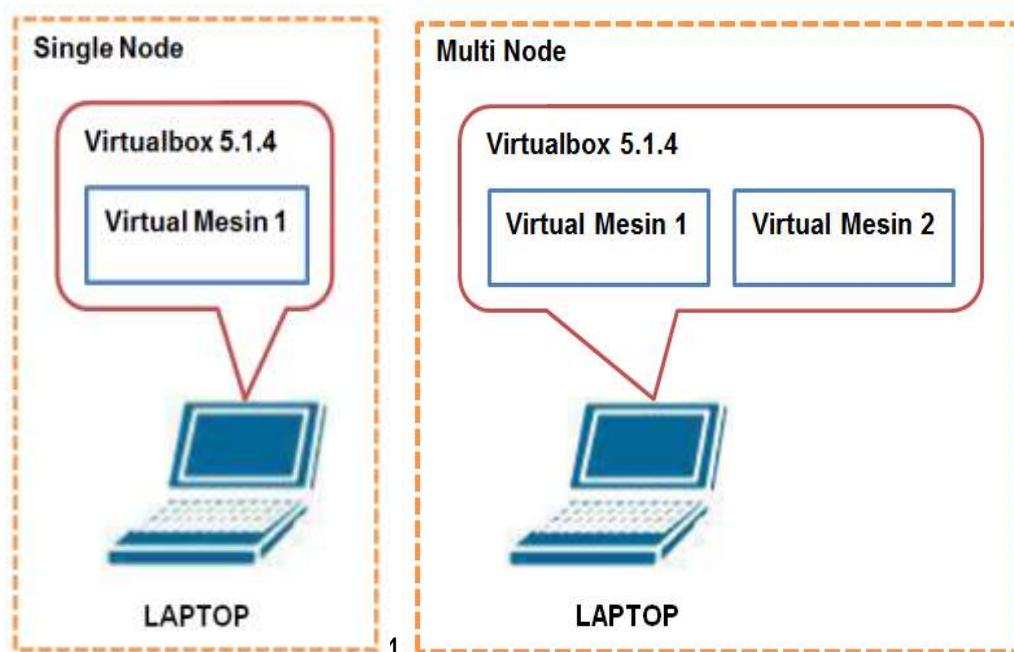 Single Node
Virtualbox 5.1.4
Virtual Mesin 1
LAPTOP
1
Multi Node
Virtualbox 5.1.4
Virtual Mesin 1
Virtual Mesin 2
LAPTOP